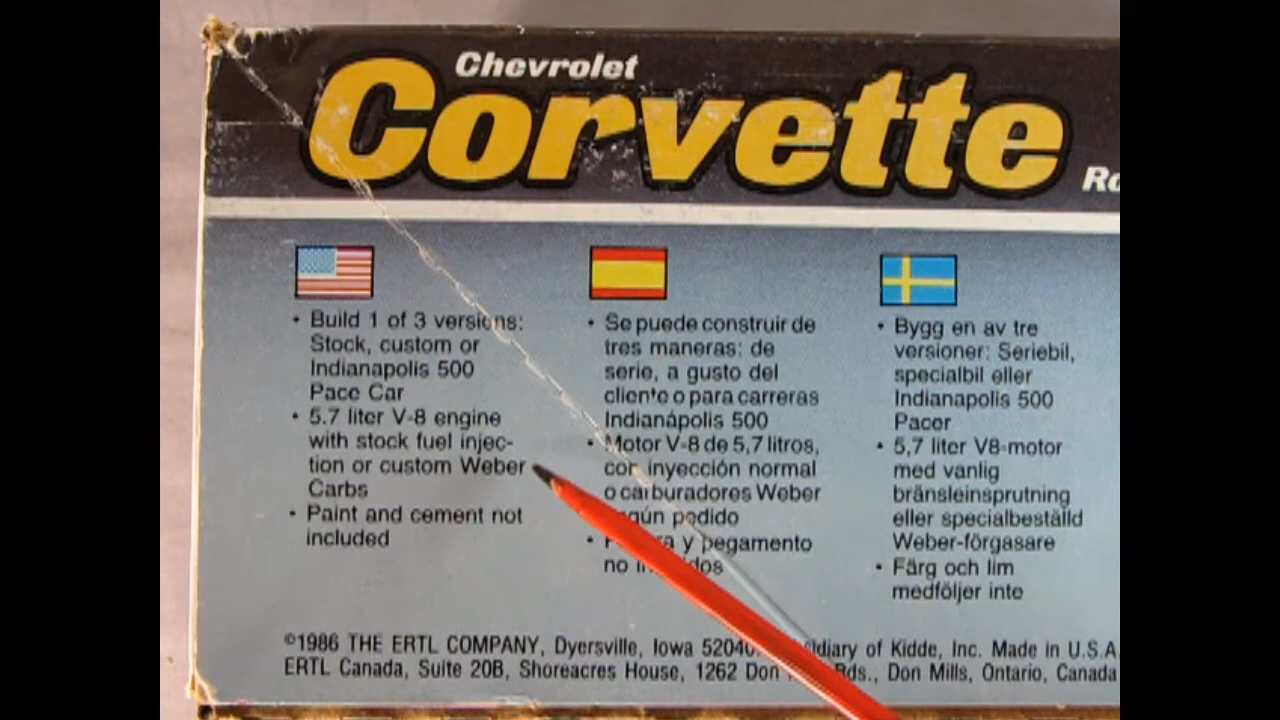 Chevrolet
Corvette
• Build 1 of 3 versions:
Stock, custom or
Indianapolis 500
Pace Car
• 5.7 liter V-8 engine
with stock fuel injec-
tion or custom Weber
Carbs
• Paint and cement not
included
• Se puede construir de
tres maneras: de
serie, a gusto del
cliente o para carreras
Indianápolis 500
• Motor V-8 de 5,7 litros,
con inyección normal
o carburadores Weber
pedido
• y pegamento
no
• Bygg en av tre
versioner: Seriebil,
specialbil eller
Indianapolis 500
Pacer
• 5,7 liter V8-motor
med vanlig
bränsleinsprutning
eller specialbeställd
Weber-förgasare
• Färg och lim
medföljer inte
©1986 THE ERTL COMPANY, Dyersville, Iowa 52040. of Kidde, Inc. Made in U.S.A.
ERTL Canada, Suite 20B, Shoreacres House, 1262 Don Rds., Don Mills, Ontario, Canada